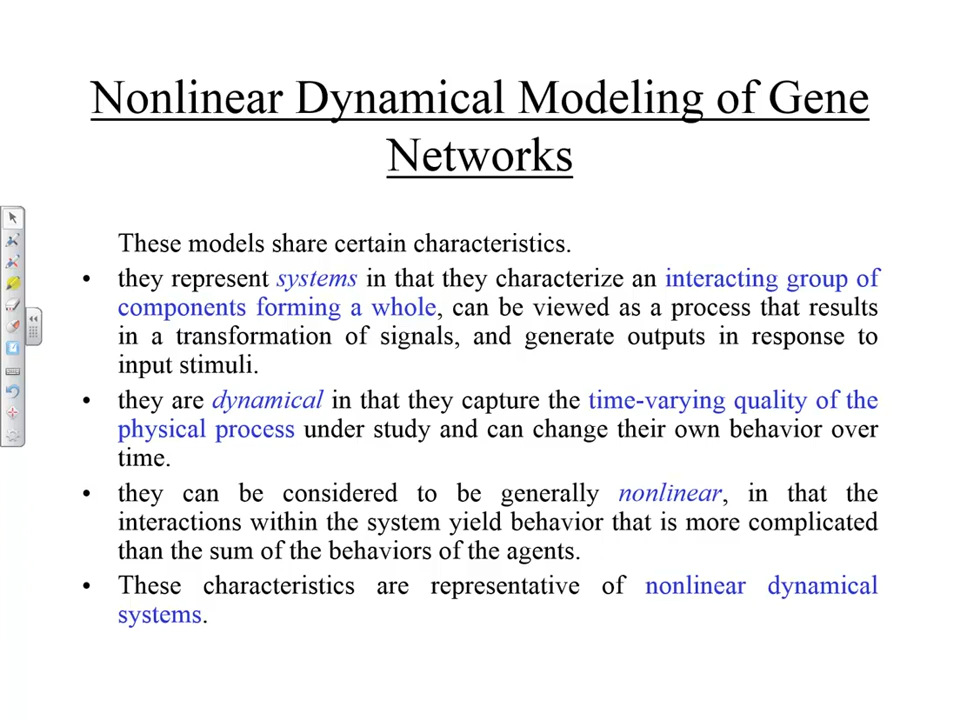 Nonlinear Dynamical Modeling of Gene
Networks
These models share certain characteristics.
• they represent systems in that they characterize an interacting group of
components forming a whole, can be viewed as a process that results
in a transformation of signals, and generate outputs in response to
input stimuli.
• they are dynamical in that they capture the time-varying quality of the
physical process under study and can change their own behavior over
time.
• they can be considered to be generally nonlinear, in that the
interactions within the system yield behavior that is more complicated
than the sum of the behaviors of the agents.
• These characteristics are representative of nonlinear dynamical
systems.